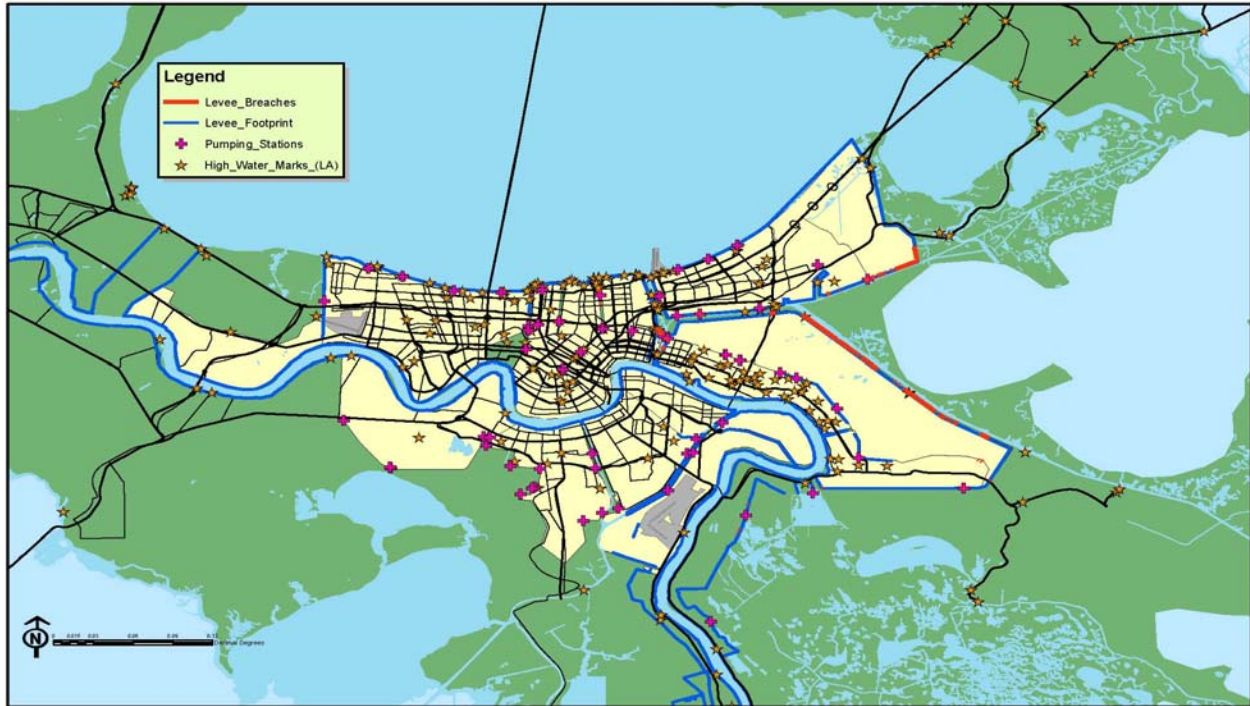 Legend
Levee_Breaches
Levee_Footprint
Pumping_Stations
High_Water_Marks_(LA)
N
Decimal Degrees